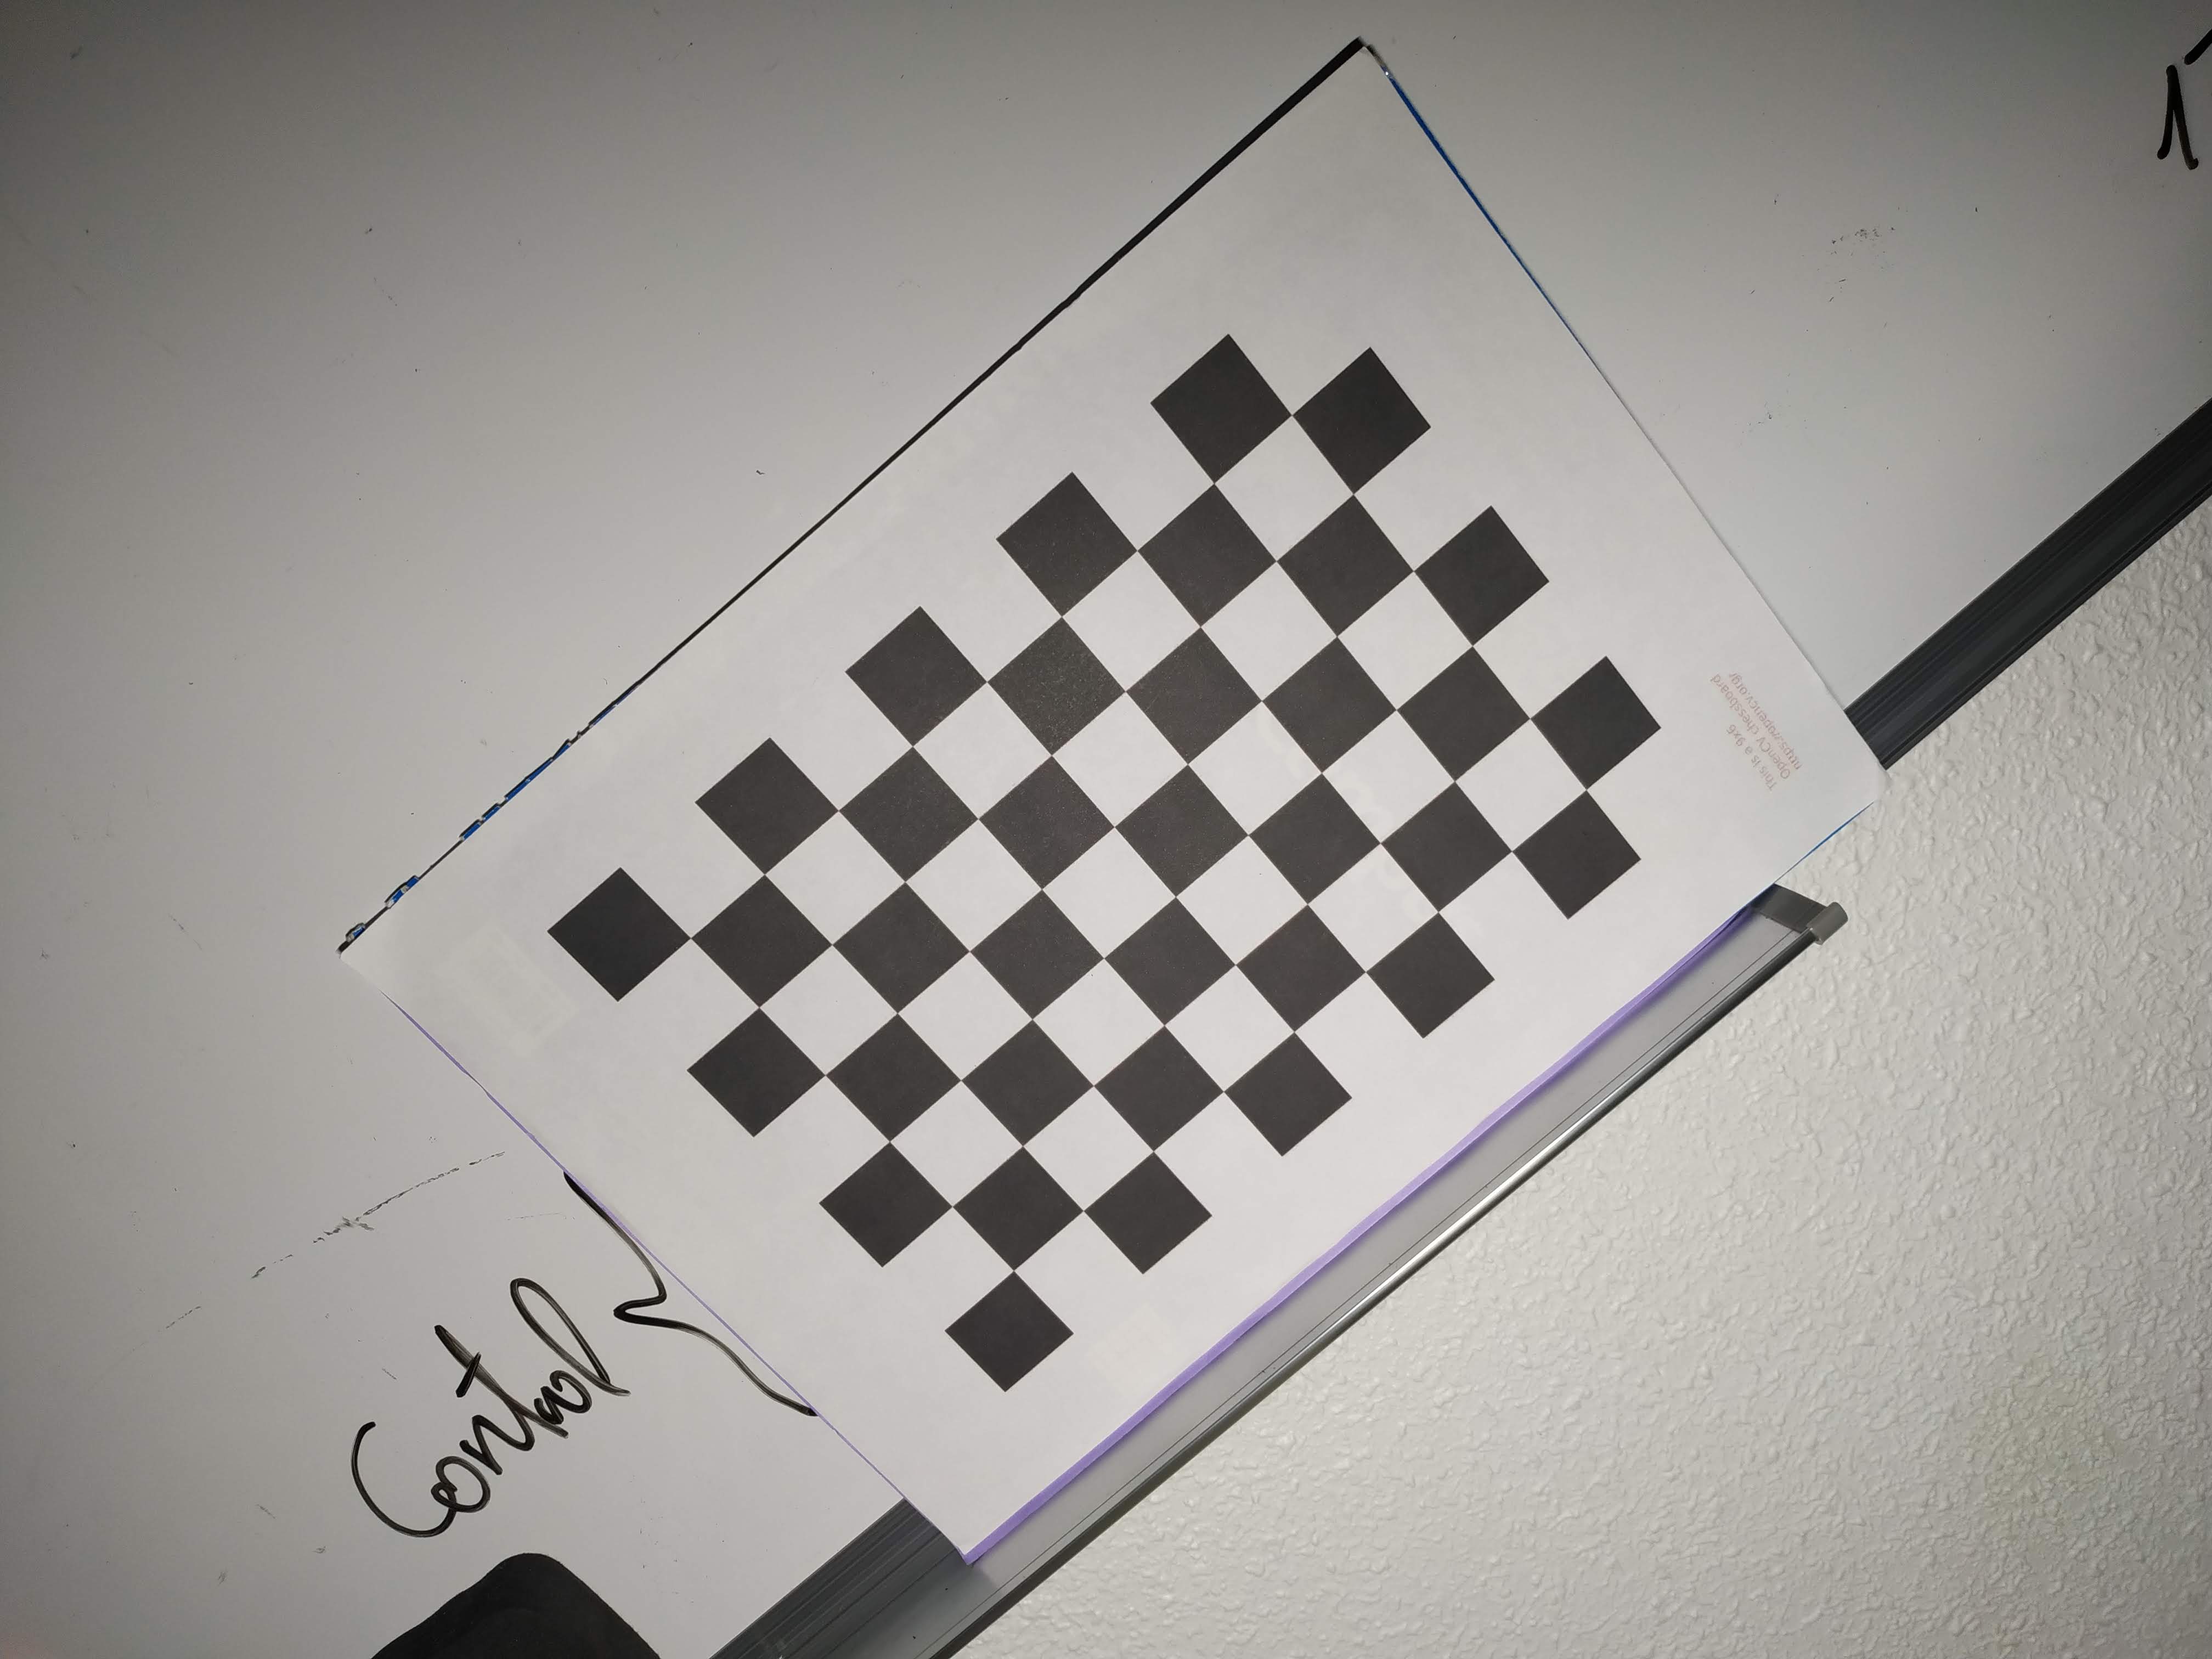 Control
This is a 9x6
OpenCV chessboard
http://opencv.org/